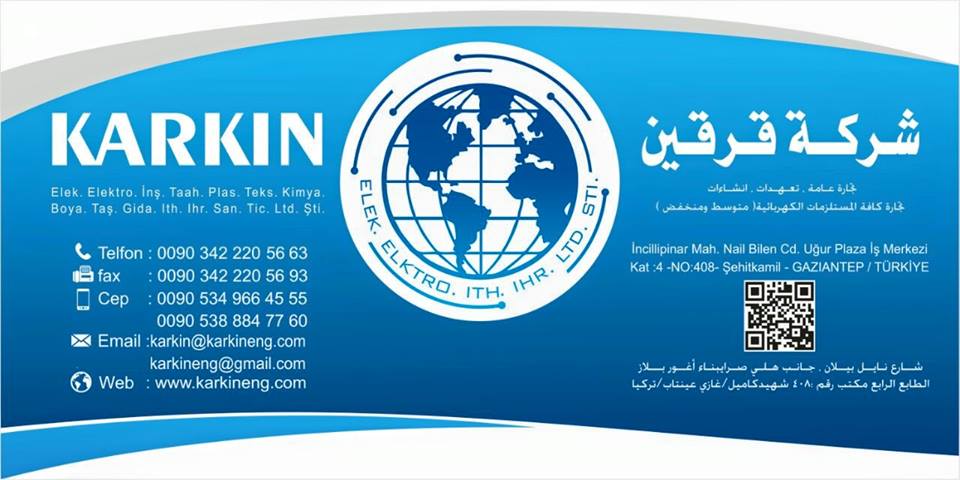 KARKIN
Elek. Elektro. İnş. Taah. Plas. Teks. Kimya.
Boya. Taş. Gida. Ith. Ihr. San. Tic. Ltd. Şti.
Telfon : 0090 342 220 56 63
fax : 0090 342 220 56 93
Cep : 0090 534 966 45 55
0090 538 884 77 60
Email :karkin@karkineng.com
karkineng@gmail.com
Web : www.karkineng.com
ELEK. ELKTRO. ITH. IHR. LTD. STI.
شركة قرقين
تجارة عامة . تعهدات . انشاءات
تجارة كافة المستلزمات الكهربائية( متوسط ومنخفض )
İncillipinar Mah. Nail Bilen Cd. Uğur Plaza İş Merkezi
Kat :4 -NO:408- Şehitkamil - GAZIANTEP / TÜRKİYE
شارع نايل بيلان . جانب هلي صرايبناء أغور بلاز
الطابع الرابع مكتب رقم :٤٠٨ شهيدكاميل/غازي عينتاب/تركيا